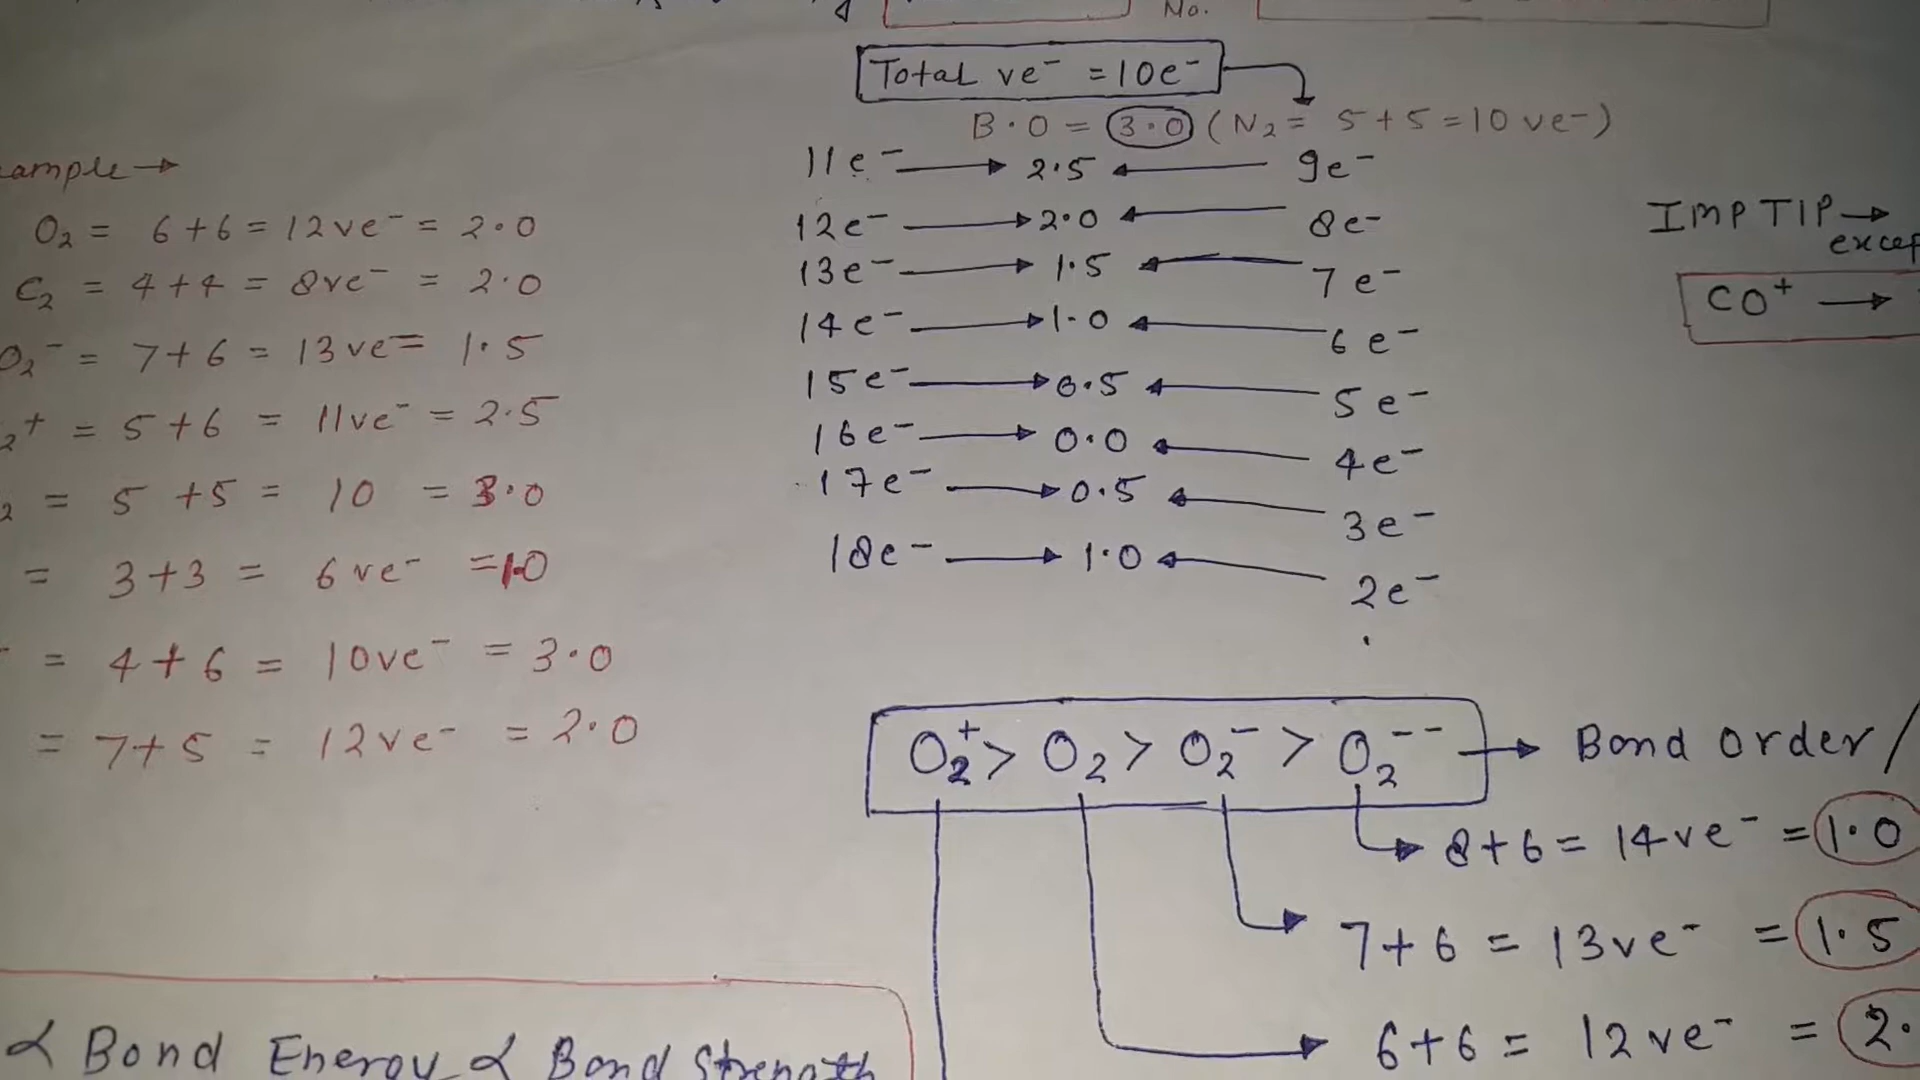 No.
Total ve⁻ = 10e⁻
B·O = 3·0 (N₂ = 5+5=10 ve⁻)
11e⁻ → 2·5 ← 9e⁻
12e⁻ → 2·0 ← 8e⁻
13e⁻ → 1·5 ← 7e⁻
14e⁻ → 1·0 ← 6e⁻
15e⁻ → 0·5 ← 5e⁻
16e⁻ → 0·0 ← 4e⁻
17e⁻ → 0·5 ← 3e⁻
18e⁻ → 1·0 ← 2e⁻
ample →
O₂ = 6+6 = 12ve⁻ = 2·0
C₂ = 4+4 = 8ve⁻ = 2·0
O₂⁻ = 7+6 = 13ve⁻ = 1·5
₂⁺ = 5+6 = 11ve⁻ = 2·5
₂ = 5+5 = 10 = 3·0
= 3+3 = 6ve⁻ = 1·0
⁻ = 4+6 = 10ve⁻ = 3·0
= 7+5 = 12ve⁻ = 2·0
IMP TIP →
excep
CO⁺ →
O₂⁺ > O₂ > O₂⁻ > O₂⁻⁻ → Bond Order/
8+6 = 14ve⁻ = 1·0
7+6 = 13ve⁻ = 1·5
6+6 = 12ve⁻ = 2·
∝ Bond Energy ∝ Bond Strength